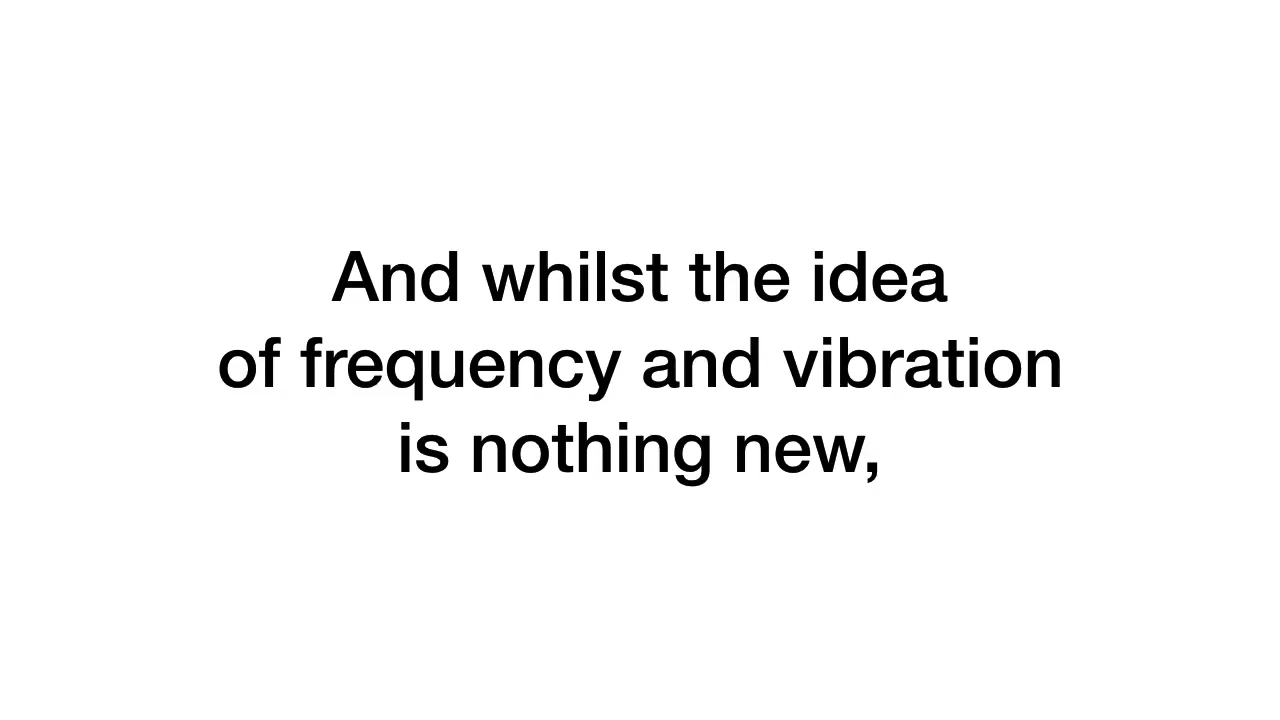 And whilst the idea
of frequency and vibration
is nothing new,